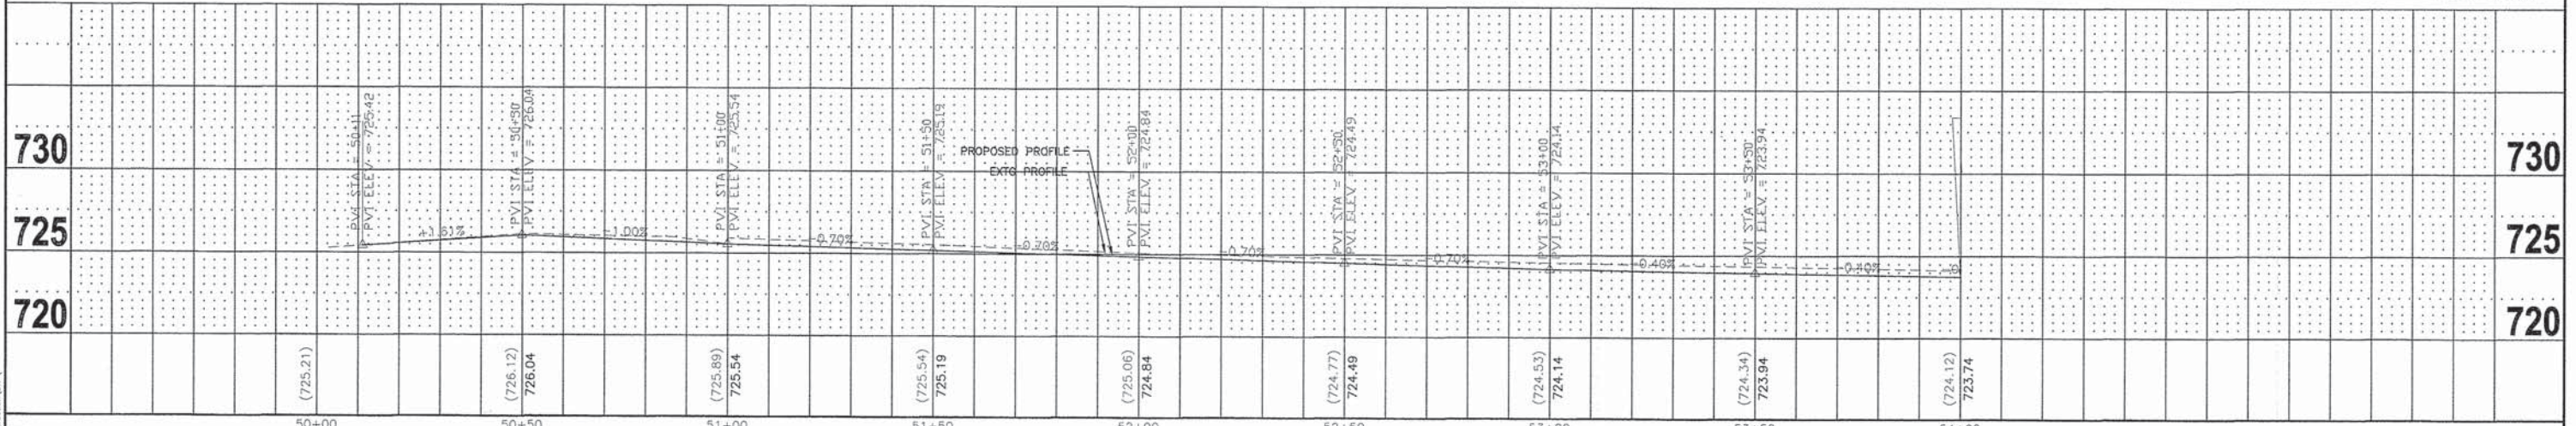 PVI STA = 50+11
PVI ELEV = 725.42
PVI STA = 50+50
PVI ELEV = 726.04
PVI STA = 51+00
PVI ELEV = 725.54
PVI STA = 51+50
PVI ELEV = 725.19
PVI STA = 52+00
PVI ELEV = 724.84
PVI STA = 52+50
PVI ELEV = 724.49
PVI STA = 53+00
PVI ELEV = 724.14
PVI STA = 53+50
PVI ELEV = 723.94
730
730
PROPOSED PROFILE
EXTG PROFILE
725
725
+1.61%
-1.00%
-0.70%
-0.70%
-0.70%
-0.70%
-0.40%
-0.40%
720
720
(725.21)
(726.12)
726.04
(725.89)
725.54
(725.54)
725.19
(725.06)
724.84
(724.77)
724.49
(724.53)
724.14
(724.34)
723.94
(724.12)
723.74
50+00
50+50
51+00
51+50
52+00
52+50